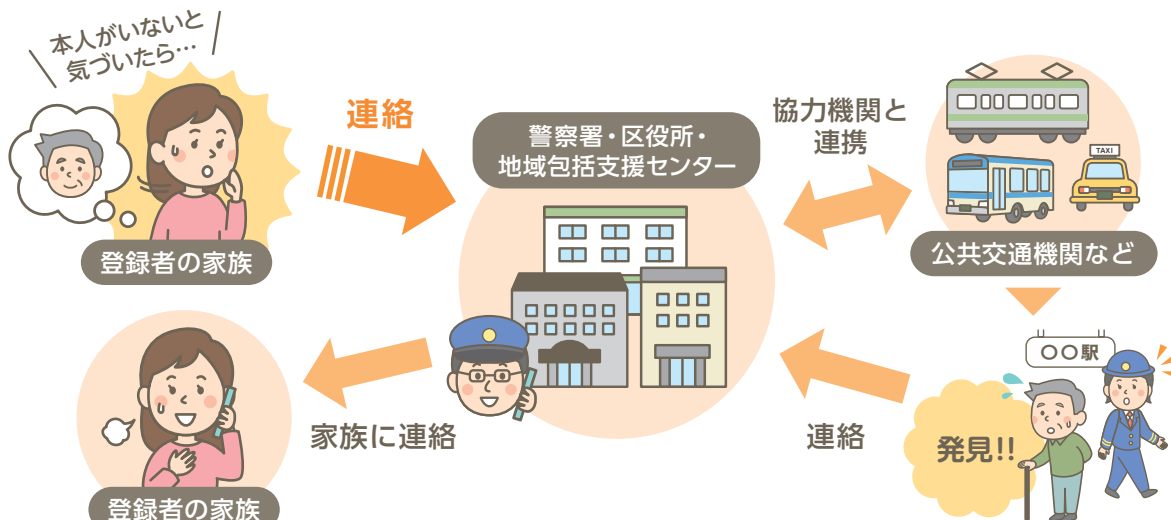 本人がいないと
気づいたら…
登録者の家族
連絡
警察署・区役所・
地域包括支援センター
協力機関と
連携
TAXI
公共交通機関など
〇〇駅
発見!!
連絡
家族に連絡
登録者の家族